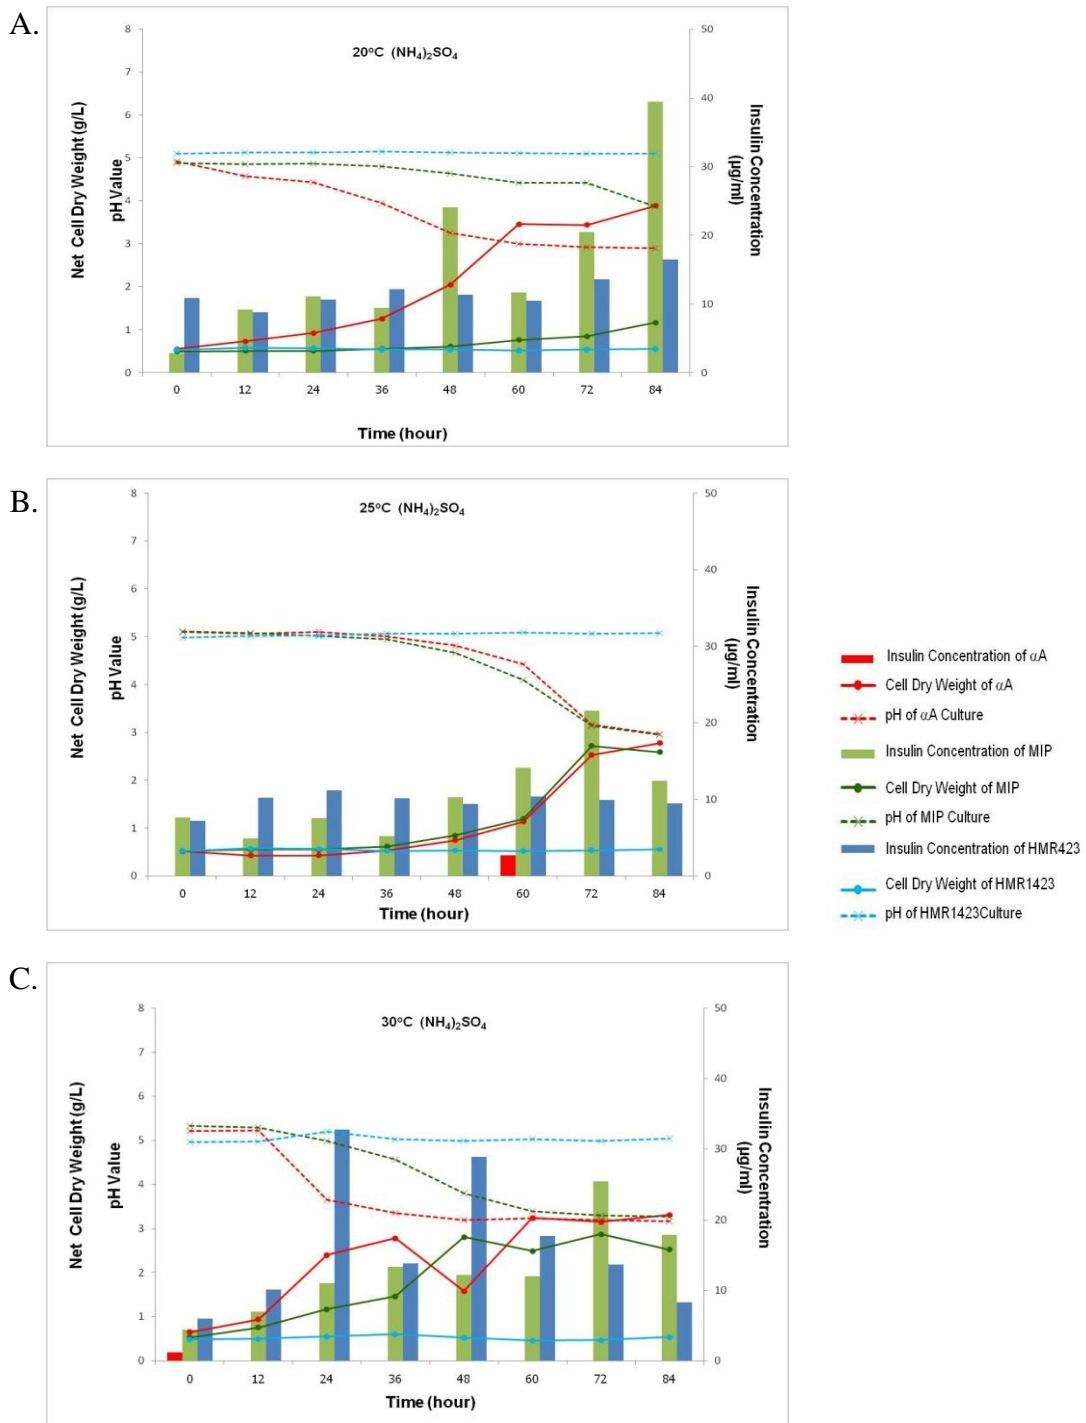 A.
20°C (NH₄)₂SO₄
Net Cell Dry Weight (g/L)
pH Value
8
7
6
5
4
3
2
1
0
50
40
30
20
10
0
Insulin Concentration
(µg/ml)
0 12 24 36 48 60 72 84
Time (hour)
B.
25°C (NH₄)₂SO₄
Net Cell Dry Weight (g/L)
pH Value
8
7
6
5
4
3
2
1
0
50
40
30
20
10
0
Insulin Concentration
(µg/ml)
0 12 24 36 48 60 72 84
Time (hour)
Insulin Concentration of αA
Cell Dry Weight of αA
pH of αA Culture
Insulin Concentration of MIP
Cell Dry Weight of MIP
pH of MIP Culture
Insulin Concentration of HMR423
Cell Dry Weight of HMR1423
pH of HMR1423Culture
C.
30°C (NH₄)₂SO₄
Net Cell Dry Weight (g/L)
pH Value
8
7
6
5
4
3
2
1
0
50
40
30
20
10
0
Insulin Concentration
(µg/ml)
0 12 24 36 48 60 72 84
Time (hour)